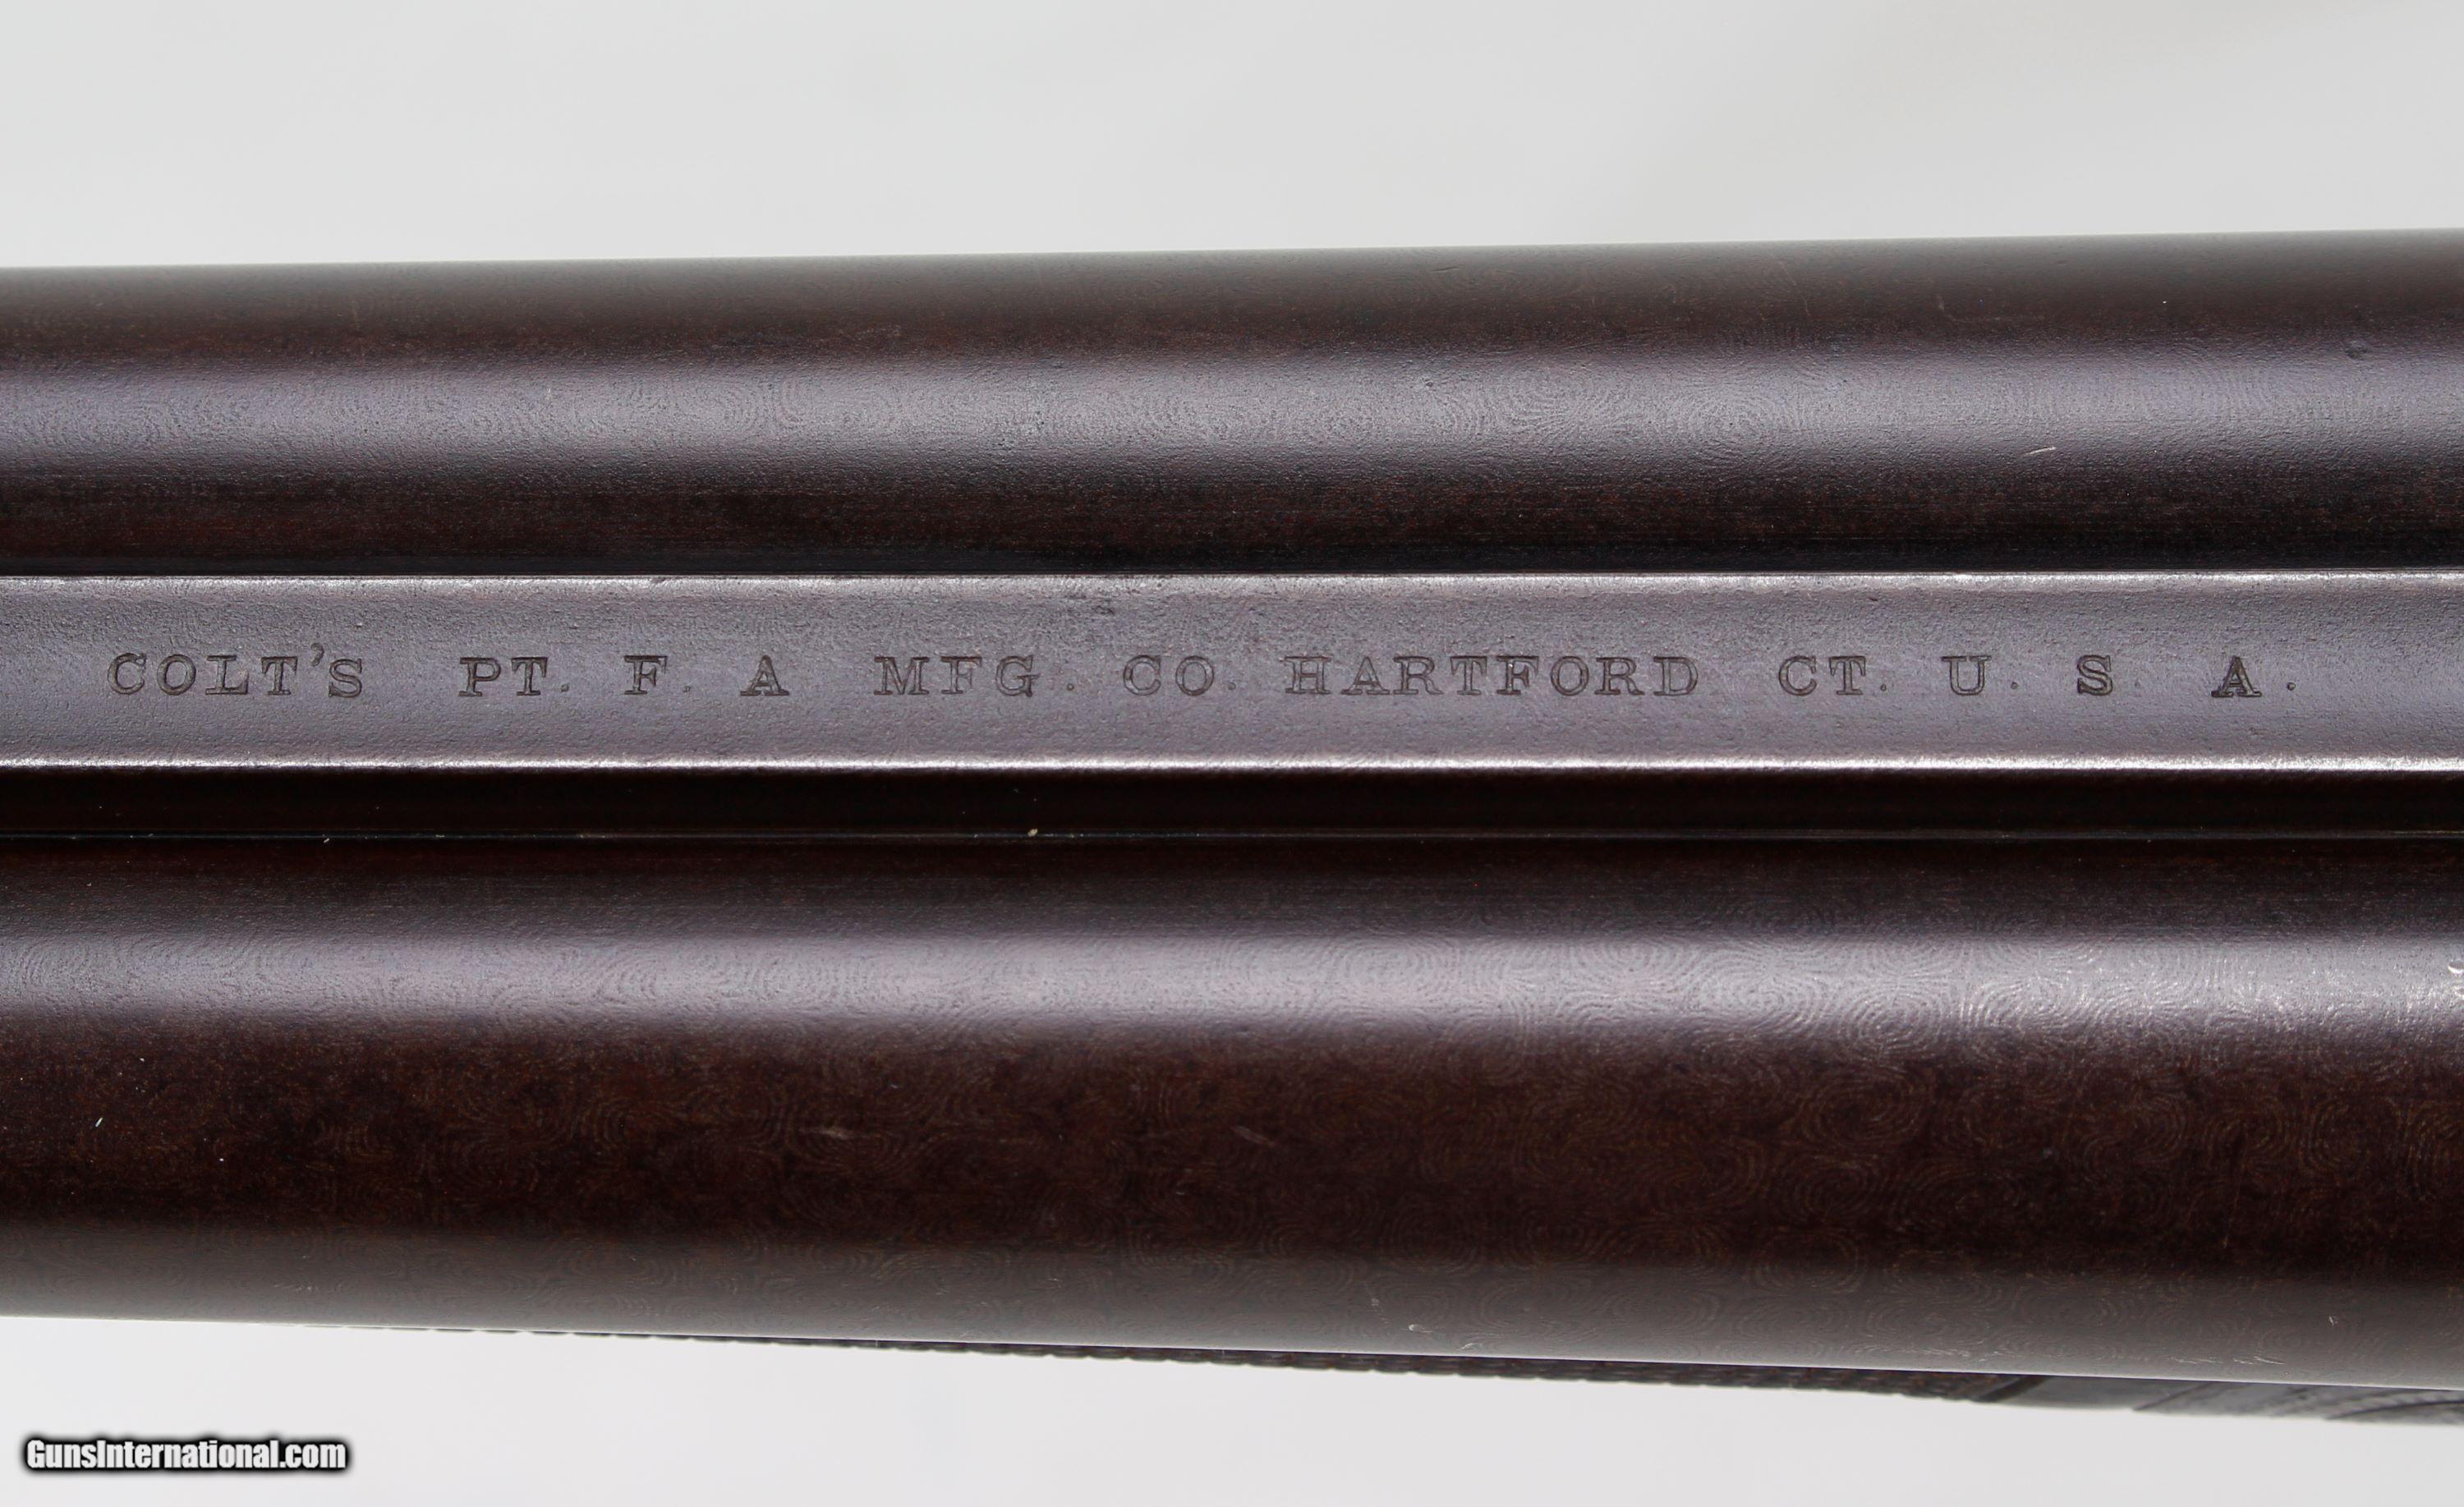 COLT'S PT. F. A MFG. CO. HARTFORD CT. U. S A.
GunsInternational.com